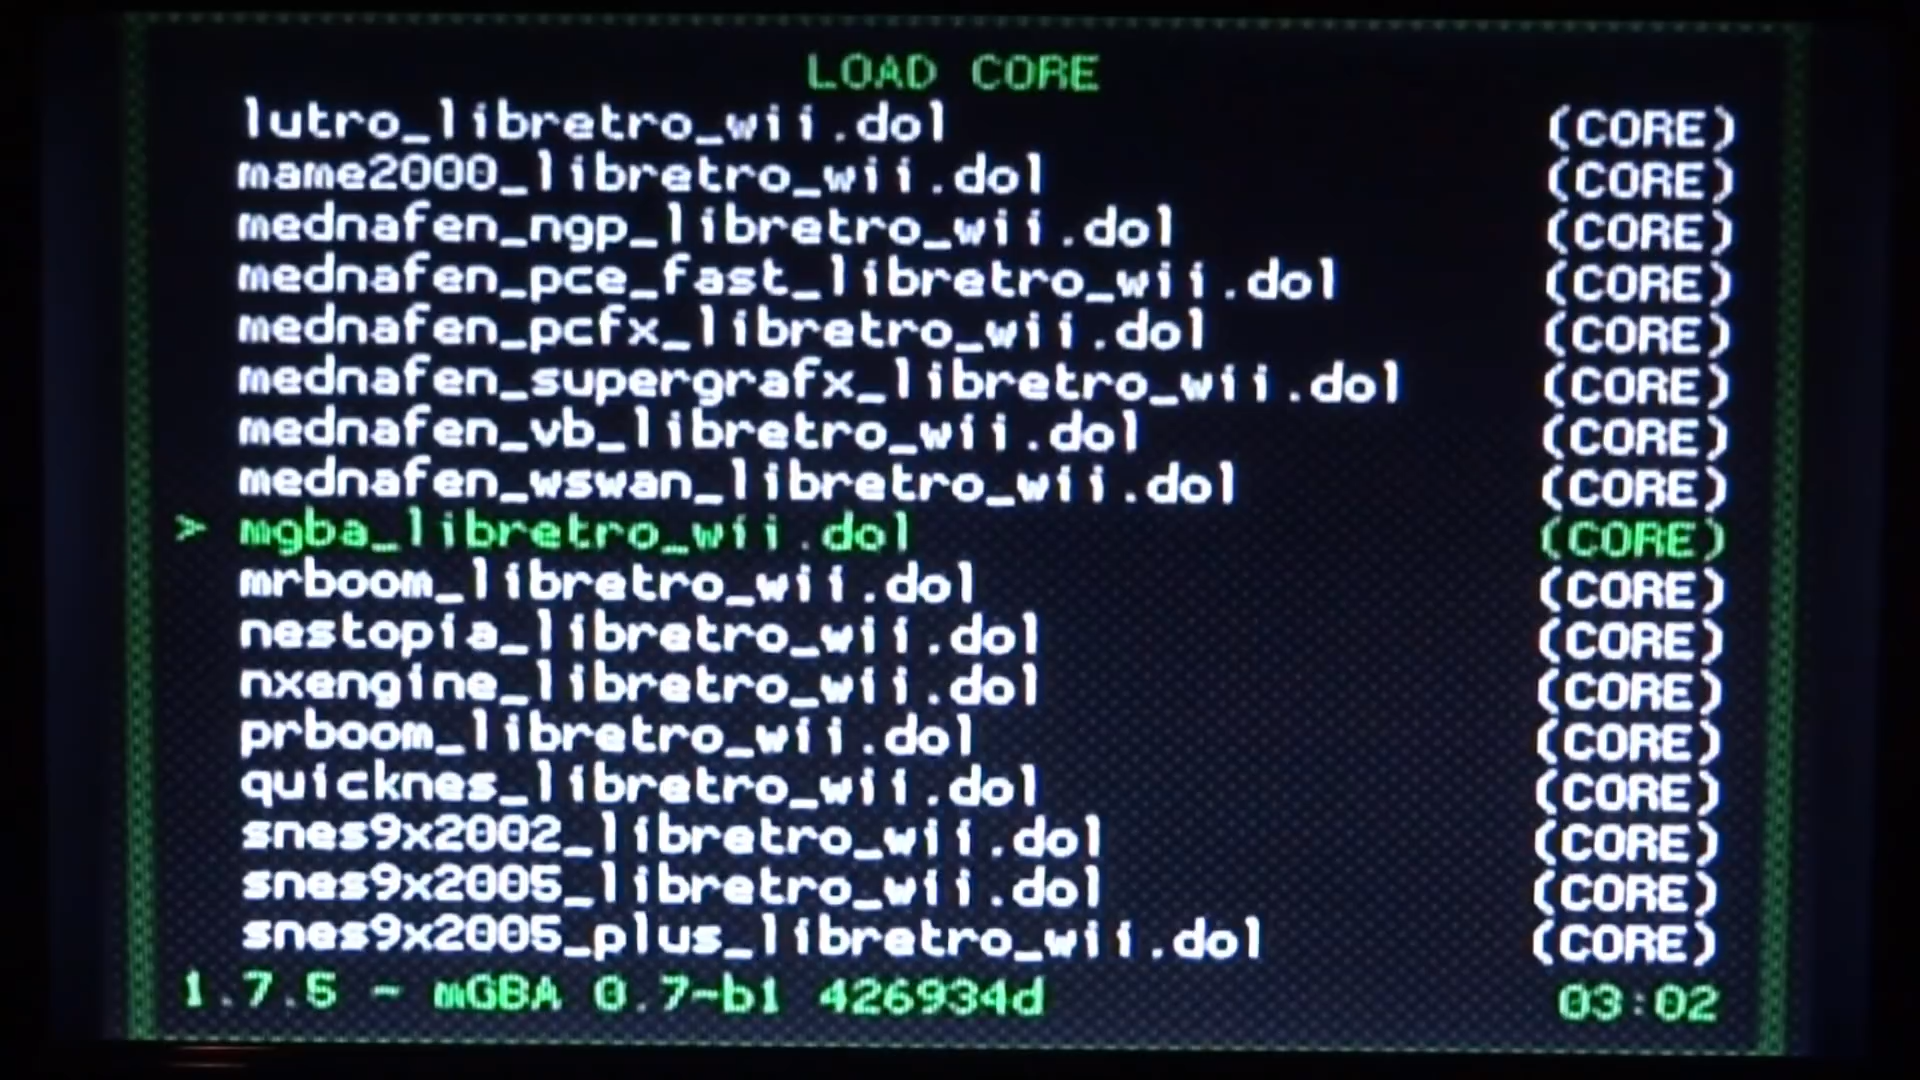 LOAD CORE
lutro_libretro_wii.dol (CORE)
mame2000_libretro_wii.dol (CORE)
mednafen_ngp_libretro_wii.dol (CORE)
mednafen_pce_fast_libretro_wii.dol (CORE)
mednafen_pcfx_libretro_wii.dol (CORE)
mednafen_supergrafx_libretro_wii.dol (CORE)
mednafen_vb_libretro_wii.dol (CORE)
mednafen_wswan_libretro_wii.dol (CORE)
> mgba_libretro_wii.dol (CORE)
mrboom_libretro_wii.dol (CORE)
nestopia_libretro_wii.dol (CORE)
nxengine_libretro_wii.dol (CORE)
prboom_libretro_wii.dol (CORE)
quicknes_libretro_wii.dol (CORE)
snes9x2002_libretro_wii.dol (CORE)
snes9x2005_libretro_wii.dol (CORE)
snes9x2005_plus_libretro_wii.dol (CORE)
1.7.5 - mGBA 0.7-b1 426934d 03:02